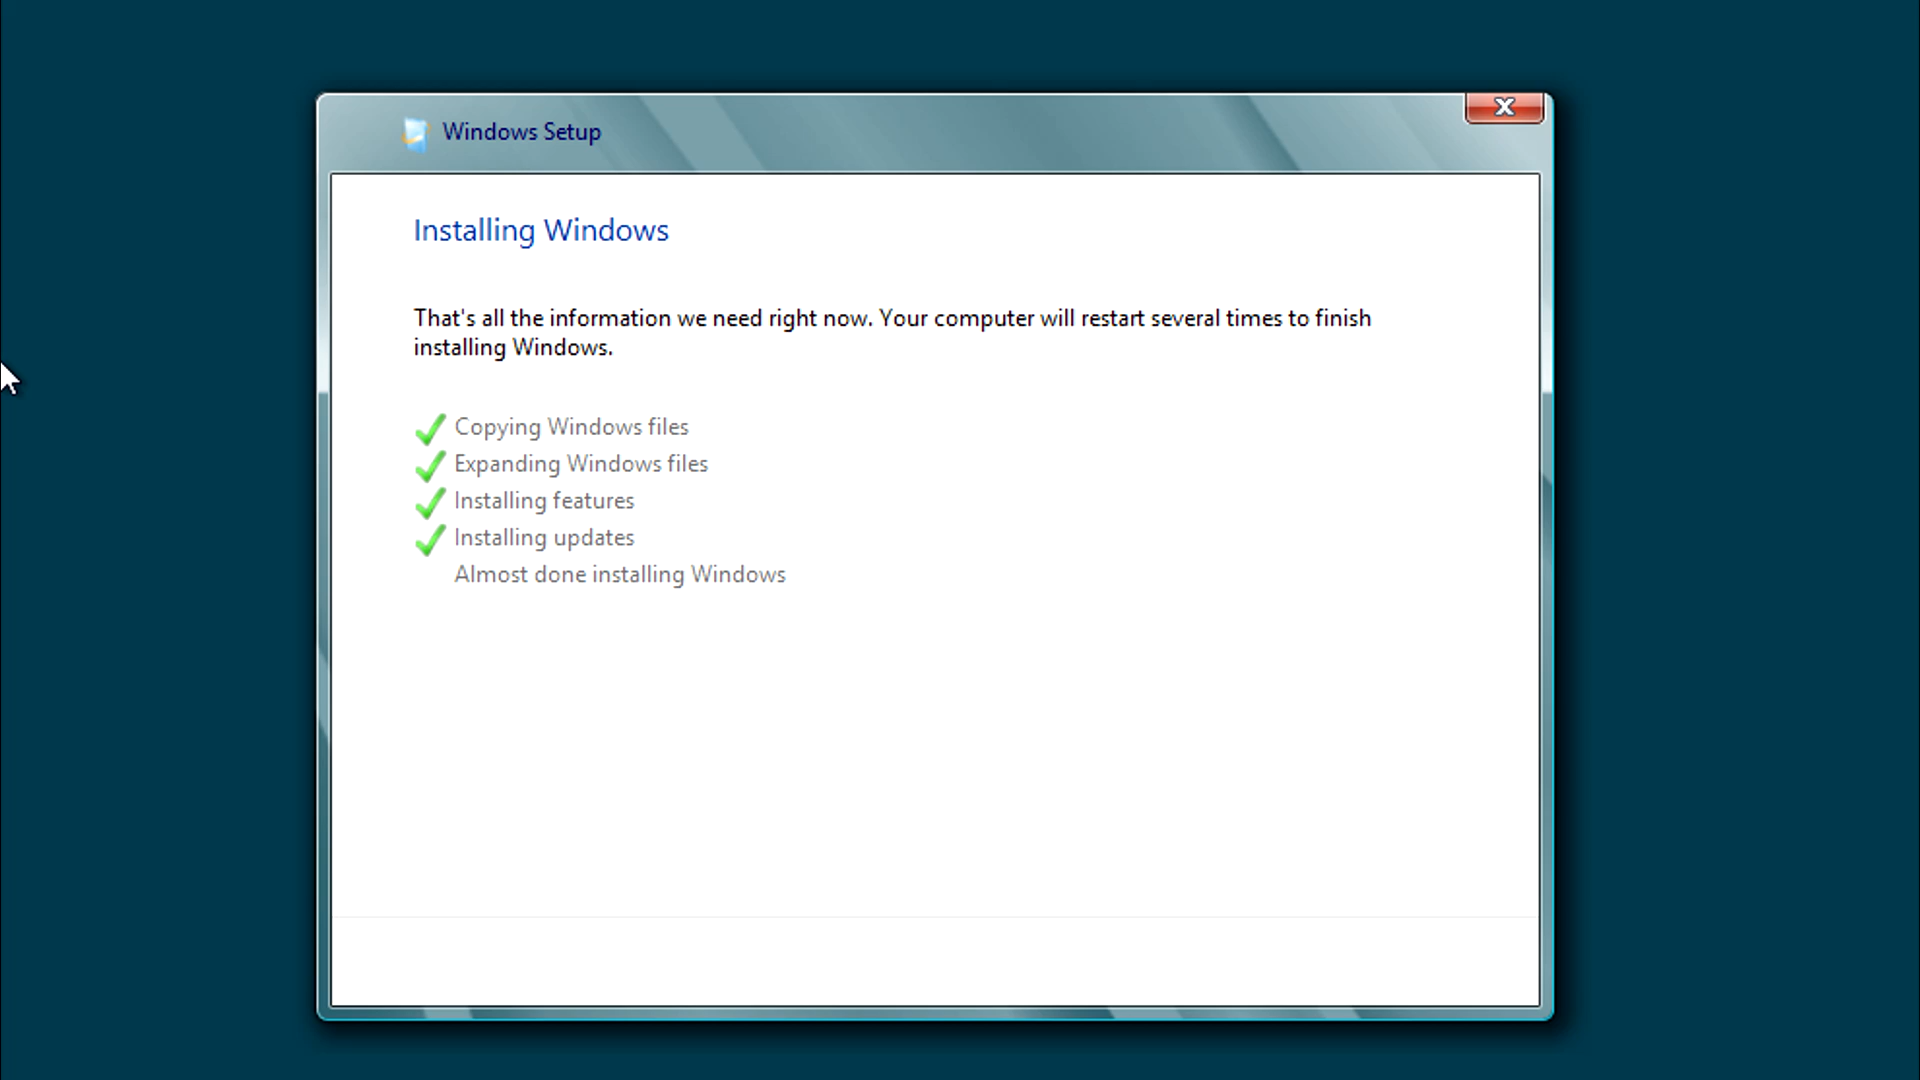 Windows Setup
Installing Windows
That's all the information we need right now. Your computer will restart several times to finish
installing Windows.
Copying Windows files
Expanding Windows files
Installing features
Installing updates
Almost done installing Windows